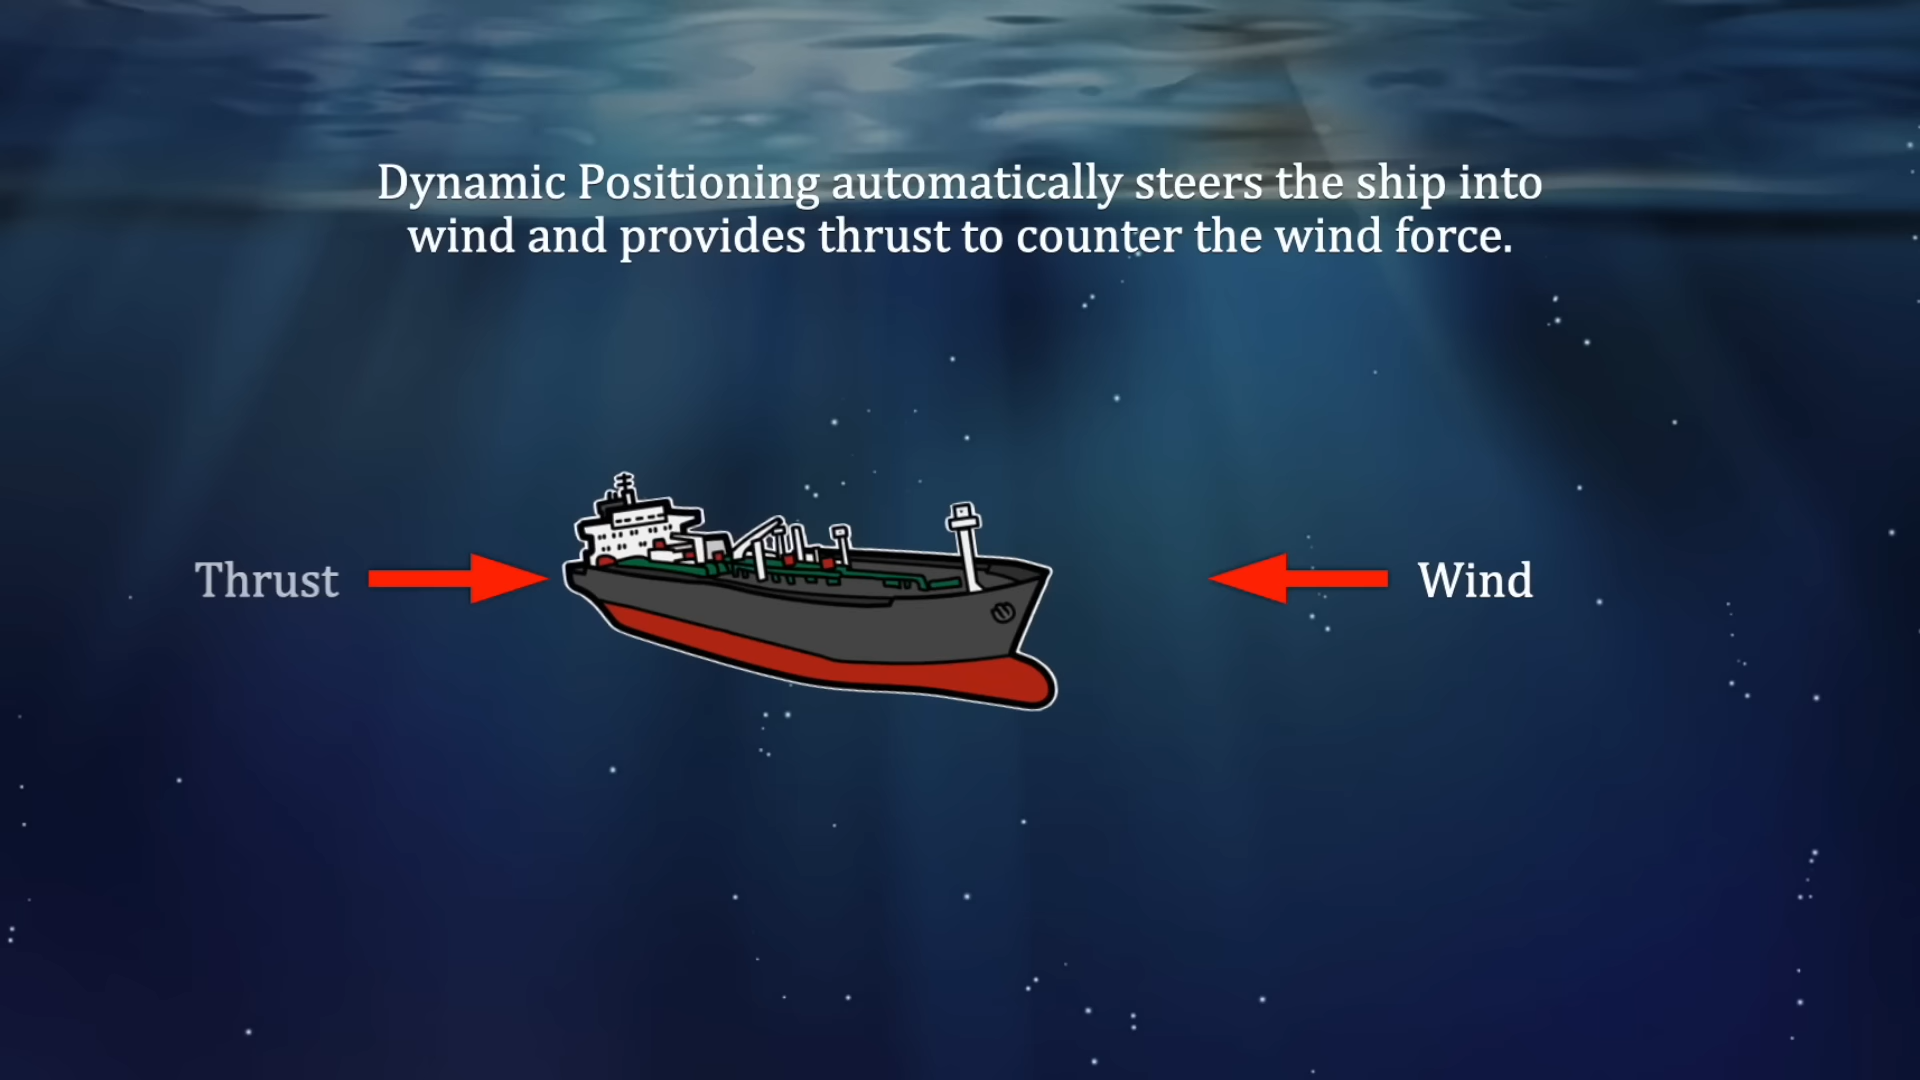 Dynamic Positioning automatically steers the ship into
wind and provides thrust to counter the wind force.
Thrust
Wind